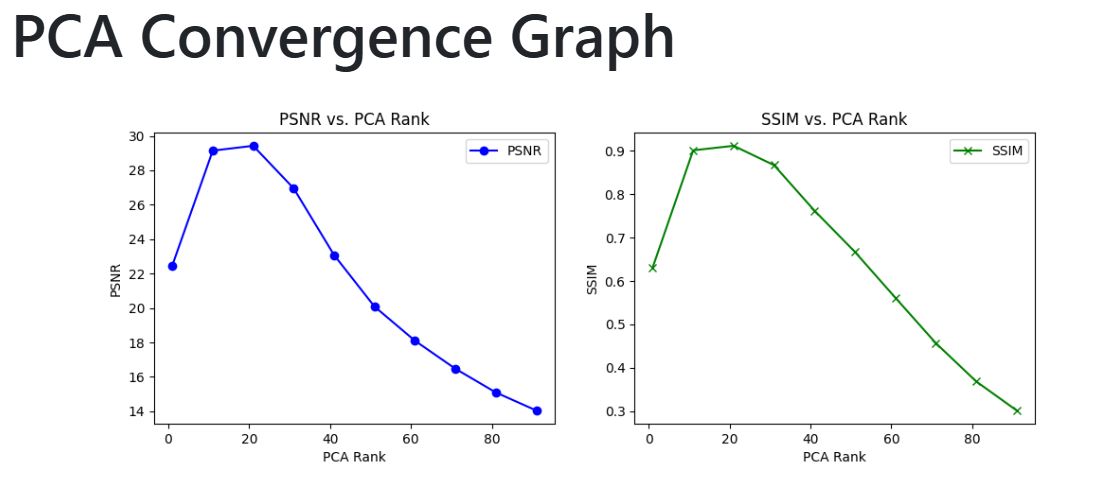 PCA Convergence Graph
PSNR vs. PCA Rank
PSNR
30
28
26
24
22
20
18
16
14
PSNR
0 20 40 60 80
PCA Rank
SSIM vs. PCA Rank
SSIM
0.9
0.8
0.7
0.6
0.5
0.4
0.3
SSIM
0 20 40 60 80
PCA Rank